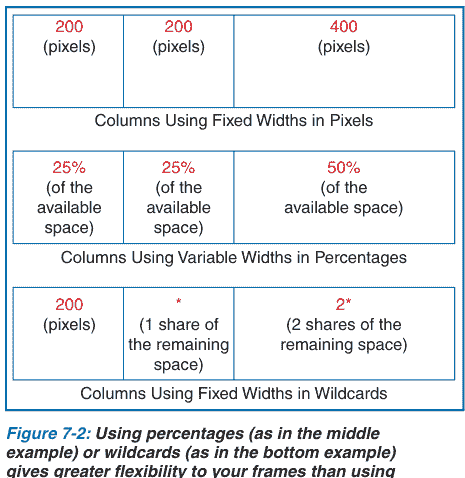 200 200 400
(pixels) (pixels) (pixels)
Columns Using Fixed Widths in Pixels
25% 25% 50%
(of the (of the (of the
available available available space)
space) space)
Columns Using Variable Widths in Percentages
200 * 2*
(pixels) (1 share of (2 shares of the
the remaining remaining space)
space)
Columns Using Fixed Widths in Wildcards
Figure 7-2: Using percentages (as in the middle
example) or wildcards (as in the bottom example)
gives greater flexibility to your frames than using